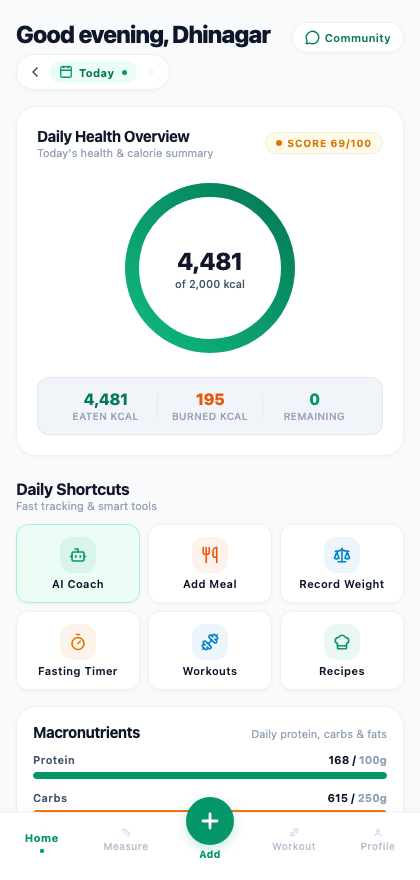 Good evening, Dhinagar
Community
Today
Daily Health Overview
Today's health & calorie summary
SCORE 69/100
4,481
of 2,000 kcal
4,481
EATEN KCAL
195
BURNED KCAL
0
REMAINING
Daily Shortcuts
Fast tracking & smart tools
AI Coach
Add Meal
Record Weight
Fasting Timer
Workouts
Recipes
Macronutrients
Daily protein, carbs & fats
Protein
168 / 100g
Carbs
615 / 250g
Home
Measure
Add
Workout
Profile